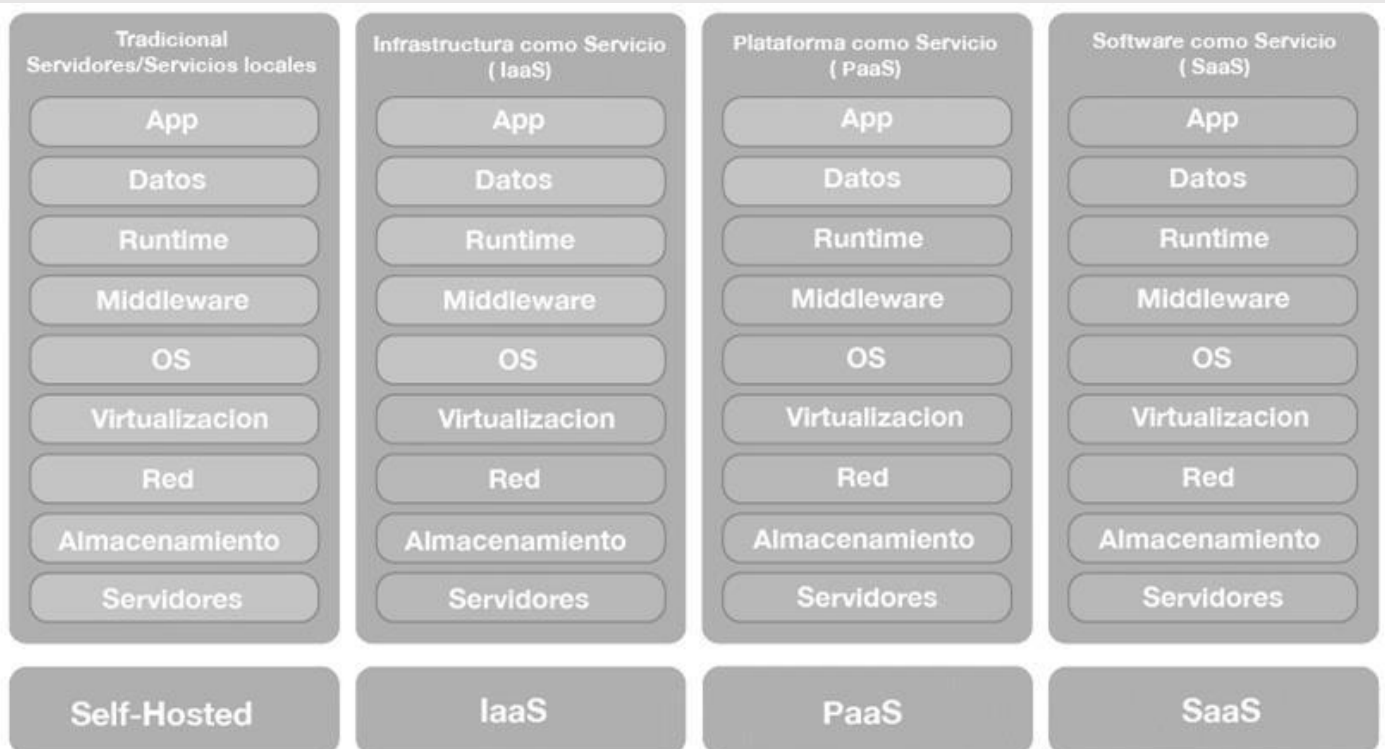 Tradicional
Servidores/Servicios locales
App
Datos
Runtime
Middleware
OS
Virtualizacion
Red
Almacenamiento
Servidores
Self-Hosted
Infrastructura como Servicio
( IaaS)
App
Datos
Runtime
Middleware
OS
Virtualizacion
Red
Almacenamiento
Servidores
IaaS
Plataforma como Servicio
( PaaS)
App
Datos
Runtime
Middleware
OS
Virtualizacion
Red
Almacenamiento
Servidores
PaaS
Software como Servicio
( SaaS)
App
Datos
Runtime
Middleware
OS
Virtualizacion
Red
Almacenamiento
Servidores
SaaS